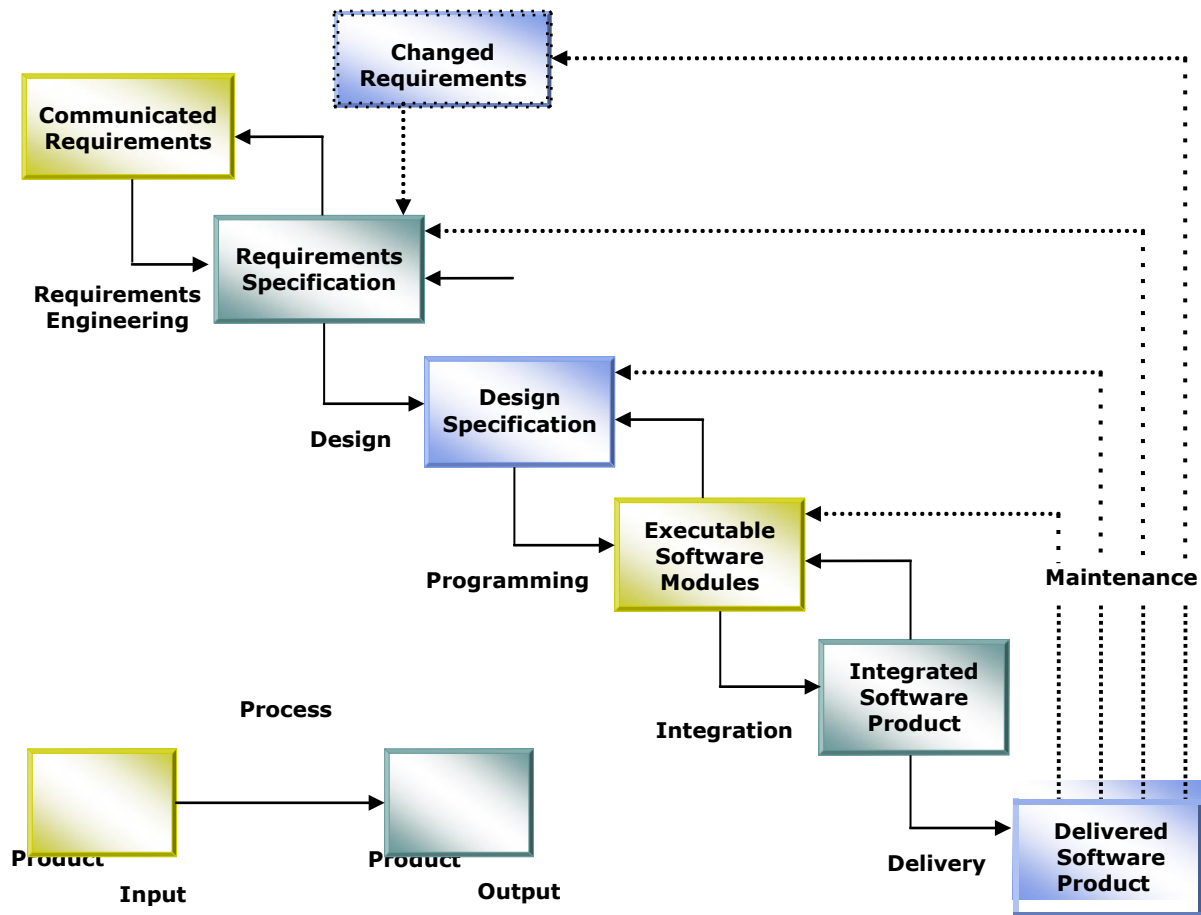 Changed
Requirements
Communicated
Requirements
Requirements
Specification
Requirements
Engineering
Design
Specification
Design
Executable
Software
Modules
Programming
Maintenance
Integrated
Software
Product
Integration
Process
Delivered
Software
Product
Delivery
Product
Product
Input
Output